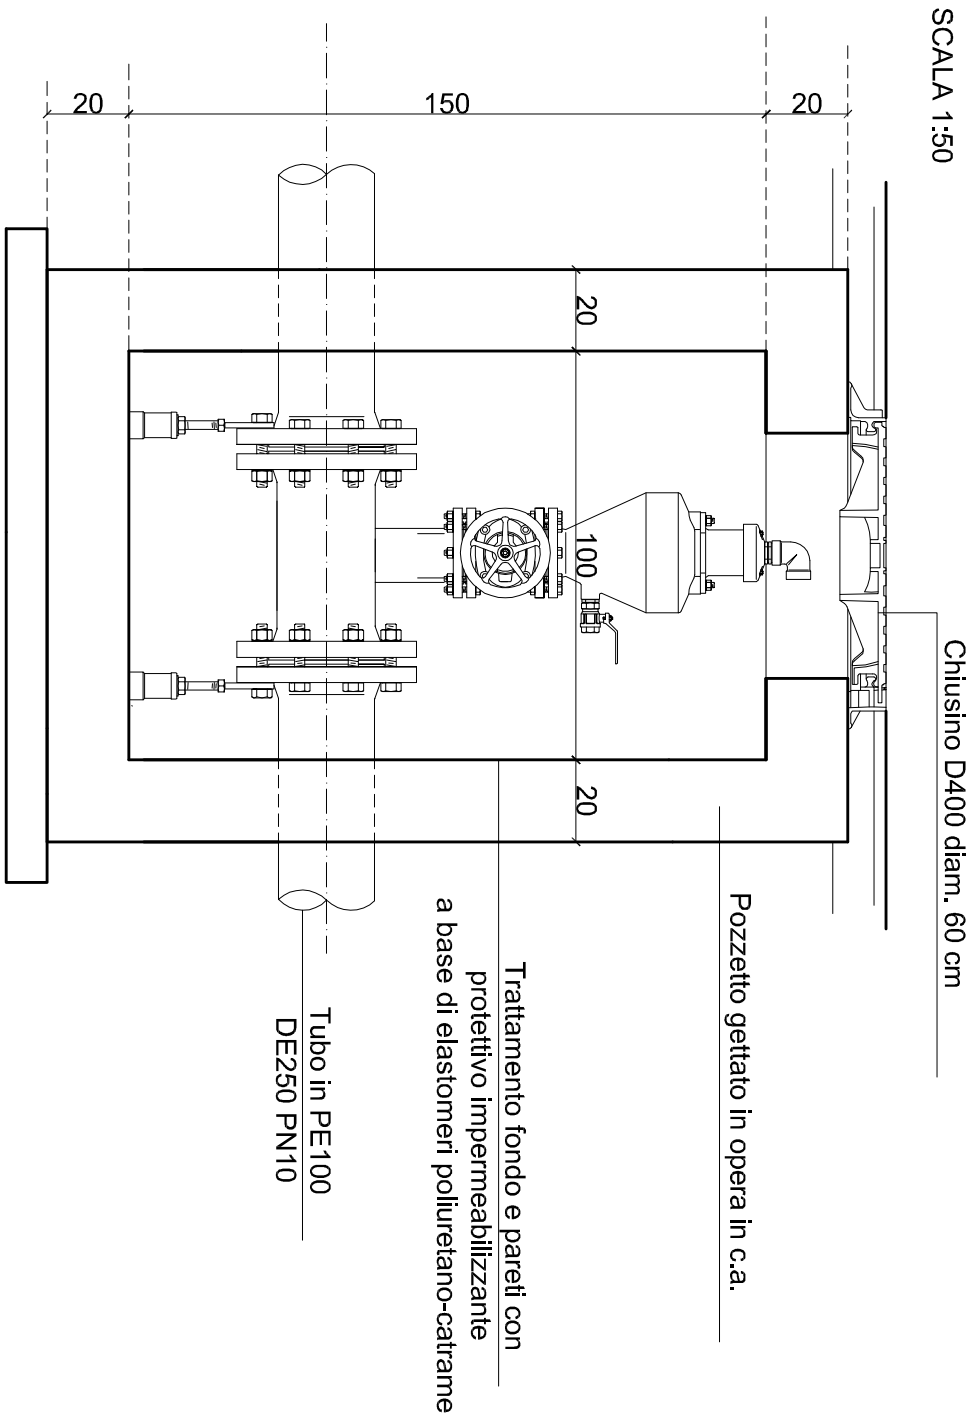 SCALA 1:50
Chiusino D400 diam. 60 cm
20
150
20
20
100
20
Pozzetto gettato in opera in c.a.
Trattamento fondo e pareti con
protettivo impermeabilizzante
a base di elastomeri poliuretano-catrame
Tubo in PE100
DE250 PN10